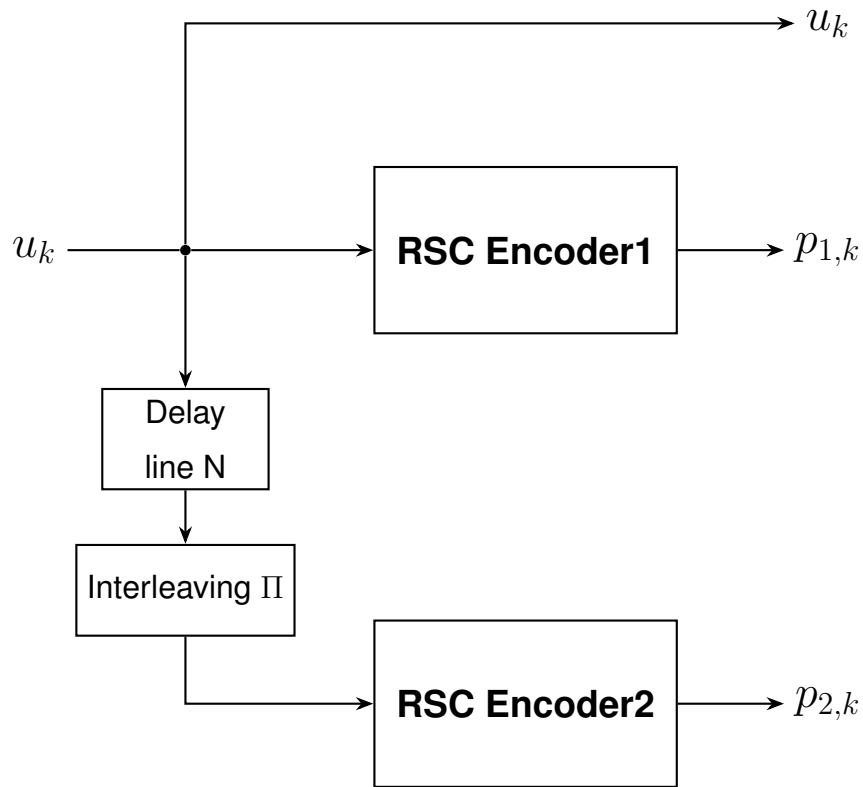 u_k
u_k
RSC Encoder1
p_{1,k}
Delay
line N
Interleaving Π
RSC Encoder2
p_{2,k}